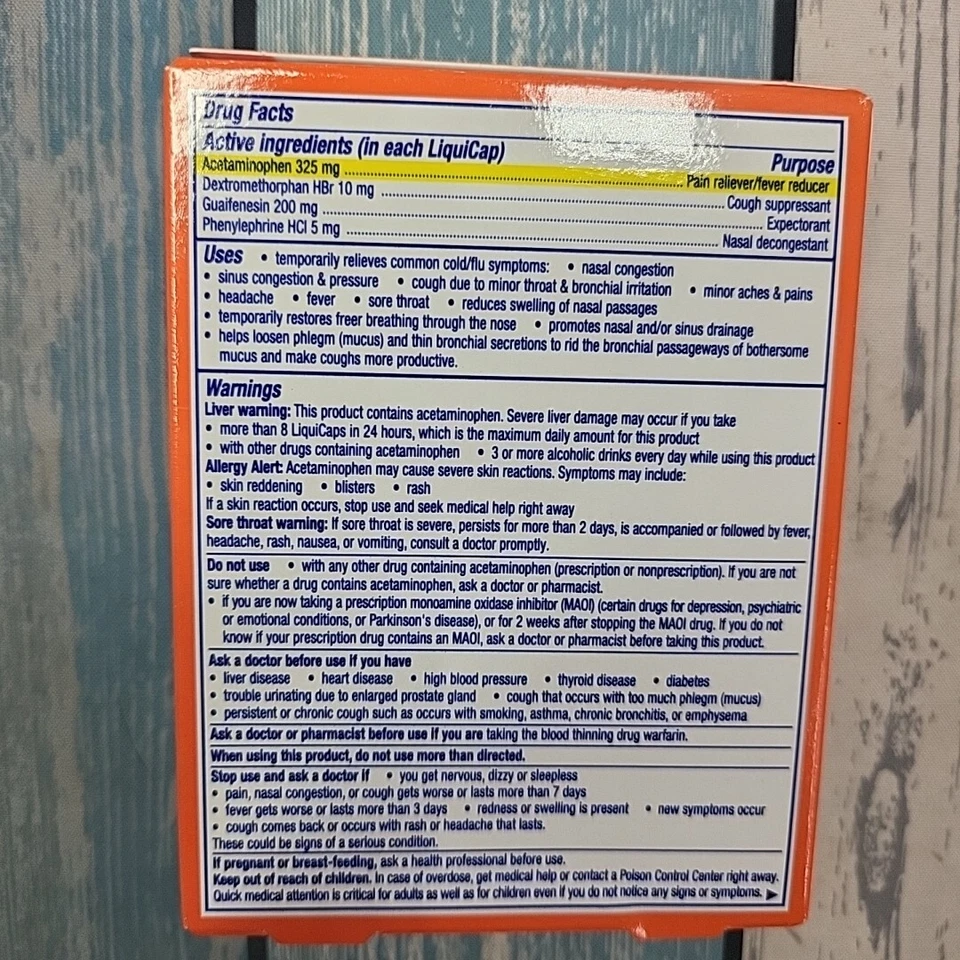 Drug Facts
Active ingredients (in each LiquiCap) Purpose
Acetaminophen 325 mg ........ Pain reliever/fever reducer
Dextromethorphan HBr 10 mg ........ Cough suppressant
Guaifenesin 200 mg ........ Expectorant
Phenylephrine HCl 5 mg ........ Nasal decongestant
Uses • temporarily relieves common cold/flu symptoms: • nasal congestion
• sinus congestion & pressure • cough due to minor throat & bronchial irritation • minor aches & pains
• headache • fever • sore throat • reduces swelling of nasal passages
• temporarily restores freer breathing through the nose • promotes nasal and/or sinus drainage
• helps loosen phlegm (mucus) and thin bronchial secretions to rid the bronchial passageways of bothersome
mucus and make coughs more productive.
Warnings
Liver warning: This product contains acetaminophen. Severe liver damage may occur if you take
• more than 8 LiquiCaps in 24 hours, which is the maximum daily amount for this product
• with other drugs containing acetaminophen • 3 or more alcoholic drinks every day while using this product
Allergy Alert: Acetaminophen may cause severe skin reactions. Symptoms may include:
• skin reddening • blisters • rash
If a skin reaction occurs, stop use and seek medical help right away
Sore throat warning: If sore throat is severe, persists for more than 2 days, is accompanied or followed by fever,
headache, rash, nausea, or vomiting, consult a doctor promptly.
Do not use • with any other drug containing acetaminophen (prescription or nonprescription). If you are not
sure whether a drug contains acetaminophen, ask a doctor or pharmacist.
• if you are now taking a prescription monoamine oxidase inhibitor (MAOI) (certain drugs for depression, psychiatric
or emotional conditions, or Parkinson's disease), or for 2 weeks after stopping the MAOI drug. If you do not
know if your prescription drug contains an MAOI, ask a doctor or pharmacist before taking this product.
Ask a doctor before use if you have
• liver disease • heart disease • high blood pressure • thyroid disease • diabetes
• trouble urinating due to enlarged prostate gland • cough that occurs with too much phlegm (mucus)
• persistent or chronic cough such as occurs with smoking, asthma, chronic bronchitis, or emphysema
Ask a doctor or pharmacist before use if you are taking the blood thinning drug warfarin.
When using this product, do not use more than directed.
Stop use and ask a doctor if • you get nervous, dizzy or sleepless
• pain, nasal congestion, or cough gets worse or lasts more than 7 days
• fever gets worse or lasts more than 3 days • redness or swelling is present • new symptoms occur
• cough comes back or occurs with rash or headache that lasts.
These could be signs of a serious condition.
If pregnant or breast-feeding, ask a health professional before use.
Keep out of reach of children. In case of overdose, get medical help or contact a Poison Control Center right away.
Quick medical attention is critical for adults as well as for children even if you do not notice any signs or symptoms. ▶